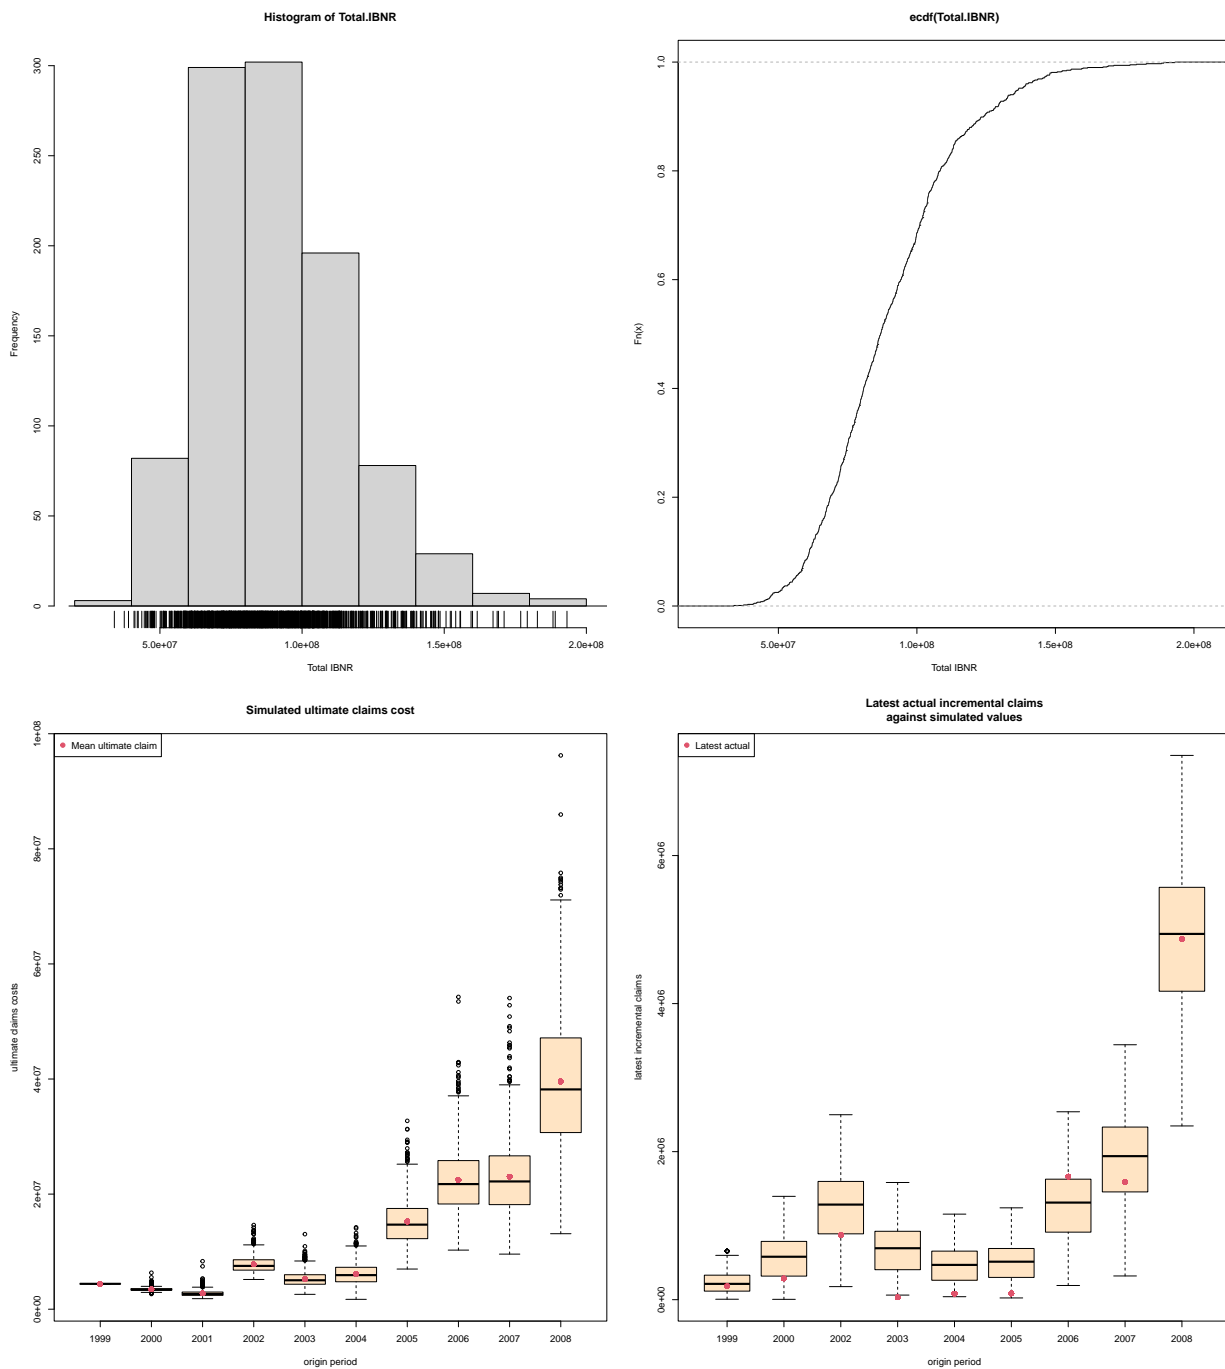 Histogram of Total.IBNR
Frequency
0
50
100
150
200
250
300
5.0e+07
1.0e+08
1.5e+08
2.0e+08
Total IBNR
ecdf(Total.IBNR)
Fn(x)
0.0
0.2
0.4
0.6
0.8
1.0
5.0e+07
1.0e+08
1.5e+08
2.0e+08
Total IBNR
Simulated ultimate claims cost
Mean ultimate claim
ultimate claims costs
0e+00
2e+07
4e+07
6e+07
8e+07
1e+08
1999
2000
2001
2002
2003
2004
2005
2006
2007
2008
origin period
Latest actual incremental claims
against simulated values
Latest actual
latest incremental claims
0e+00
2e+06
4e+06
6e+06
1999
2000
2002
2003
2004
2005
2006
2007
2008
origin period